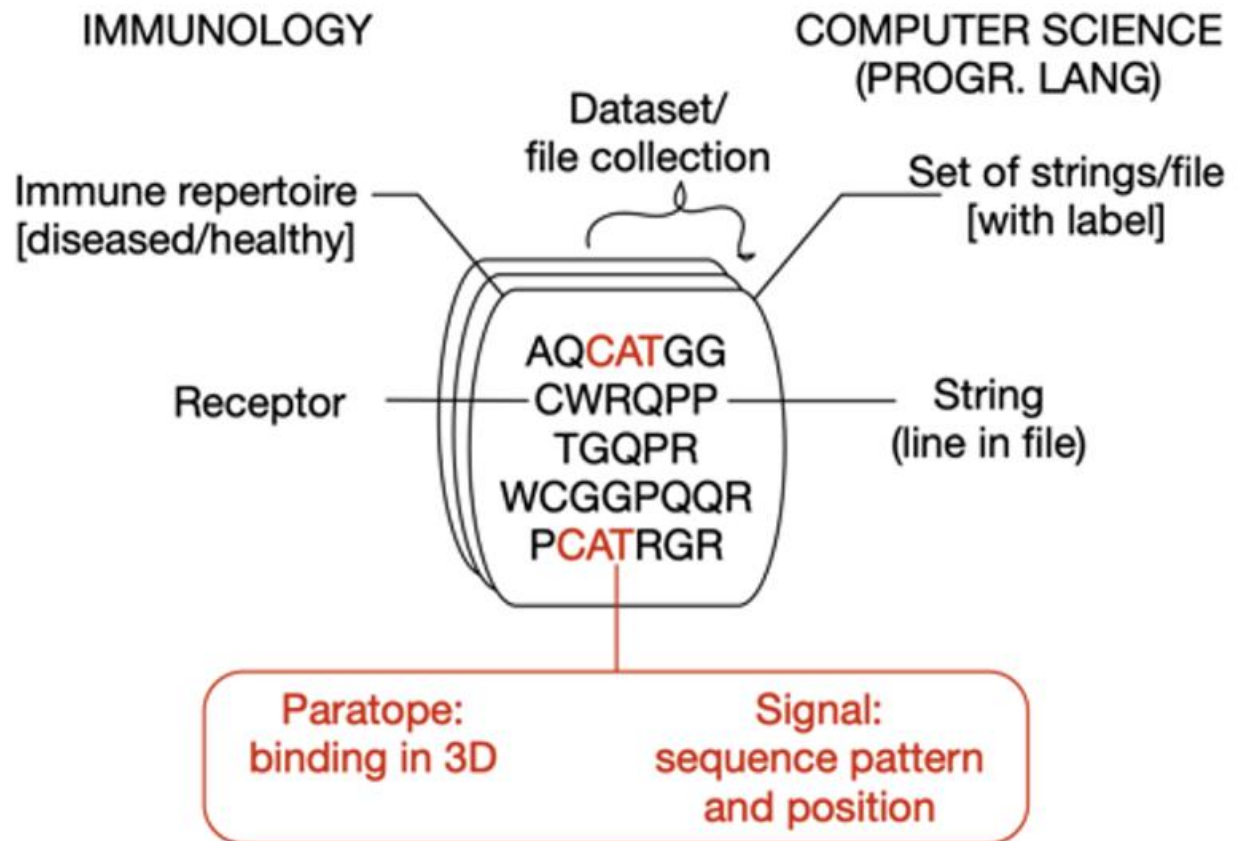 IMMUNOLOGY
COMPUTER SCIENCE
(PROGR. LANG)
Dataset/
file collection
Immune repertoire
[diseased/healthy]
Set of strings/file
[with label]
AQCATGG
Receptor
CWRQPP
String
(line in file)
TGQPR
WCGGPQQR
PCATRGR
Paratope:
binding in 3D
Signal:
sequence pattern
and position